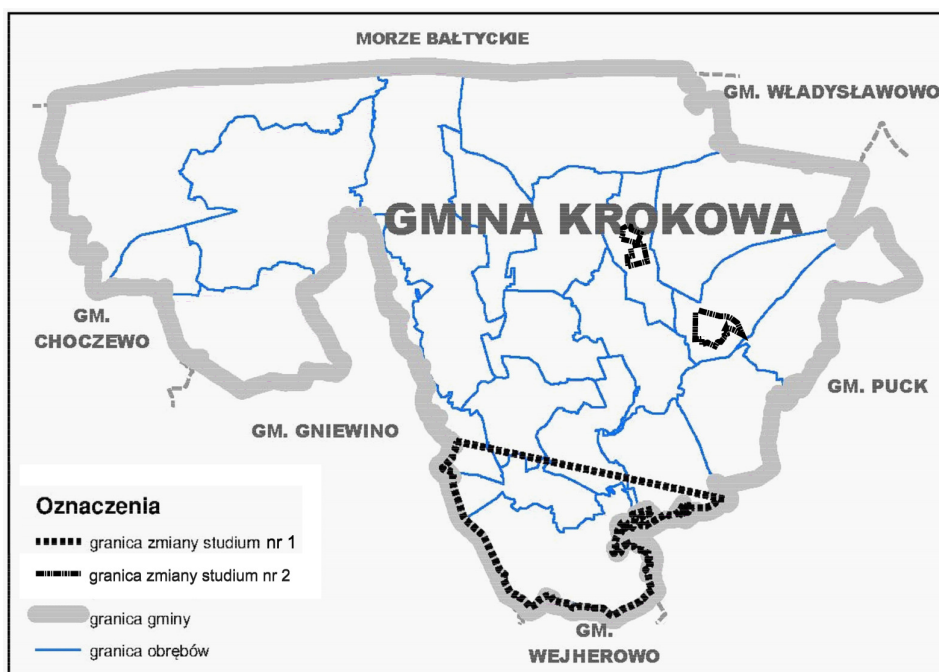 MORZE BAŁTYCKIE
GM. WŁADYSŁAWOWO
GMINA KROKOWA
GM.
CHOCZEWO
GM. PUCK
GM. GNIEWINO
Oznaczenia
granica zmiany studium nr 1
granica zmiany studium nr 2
granica gminy
granica obrębów
GM.
WEJHEROWO